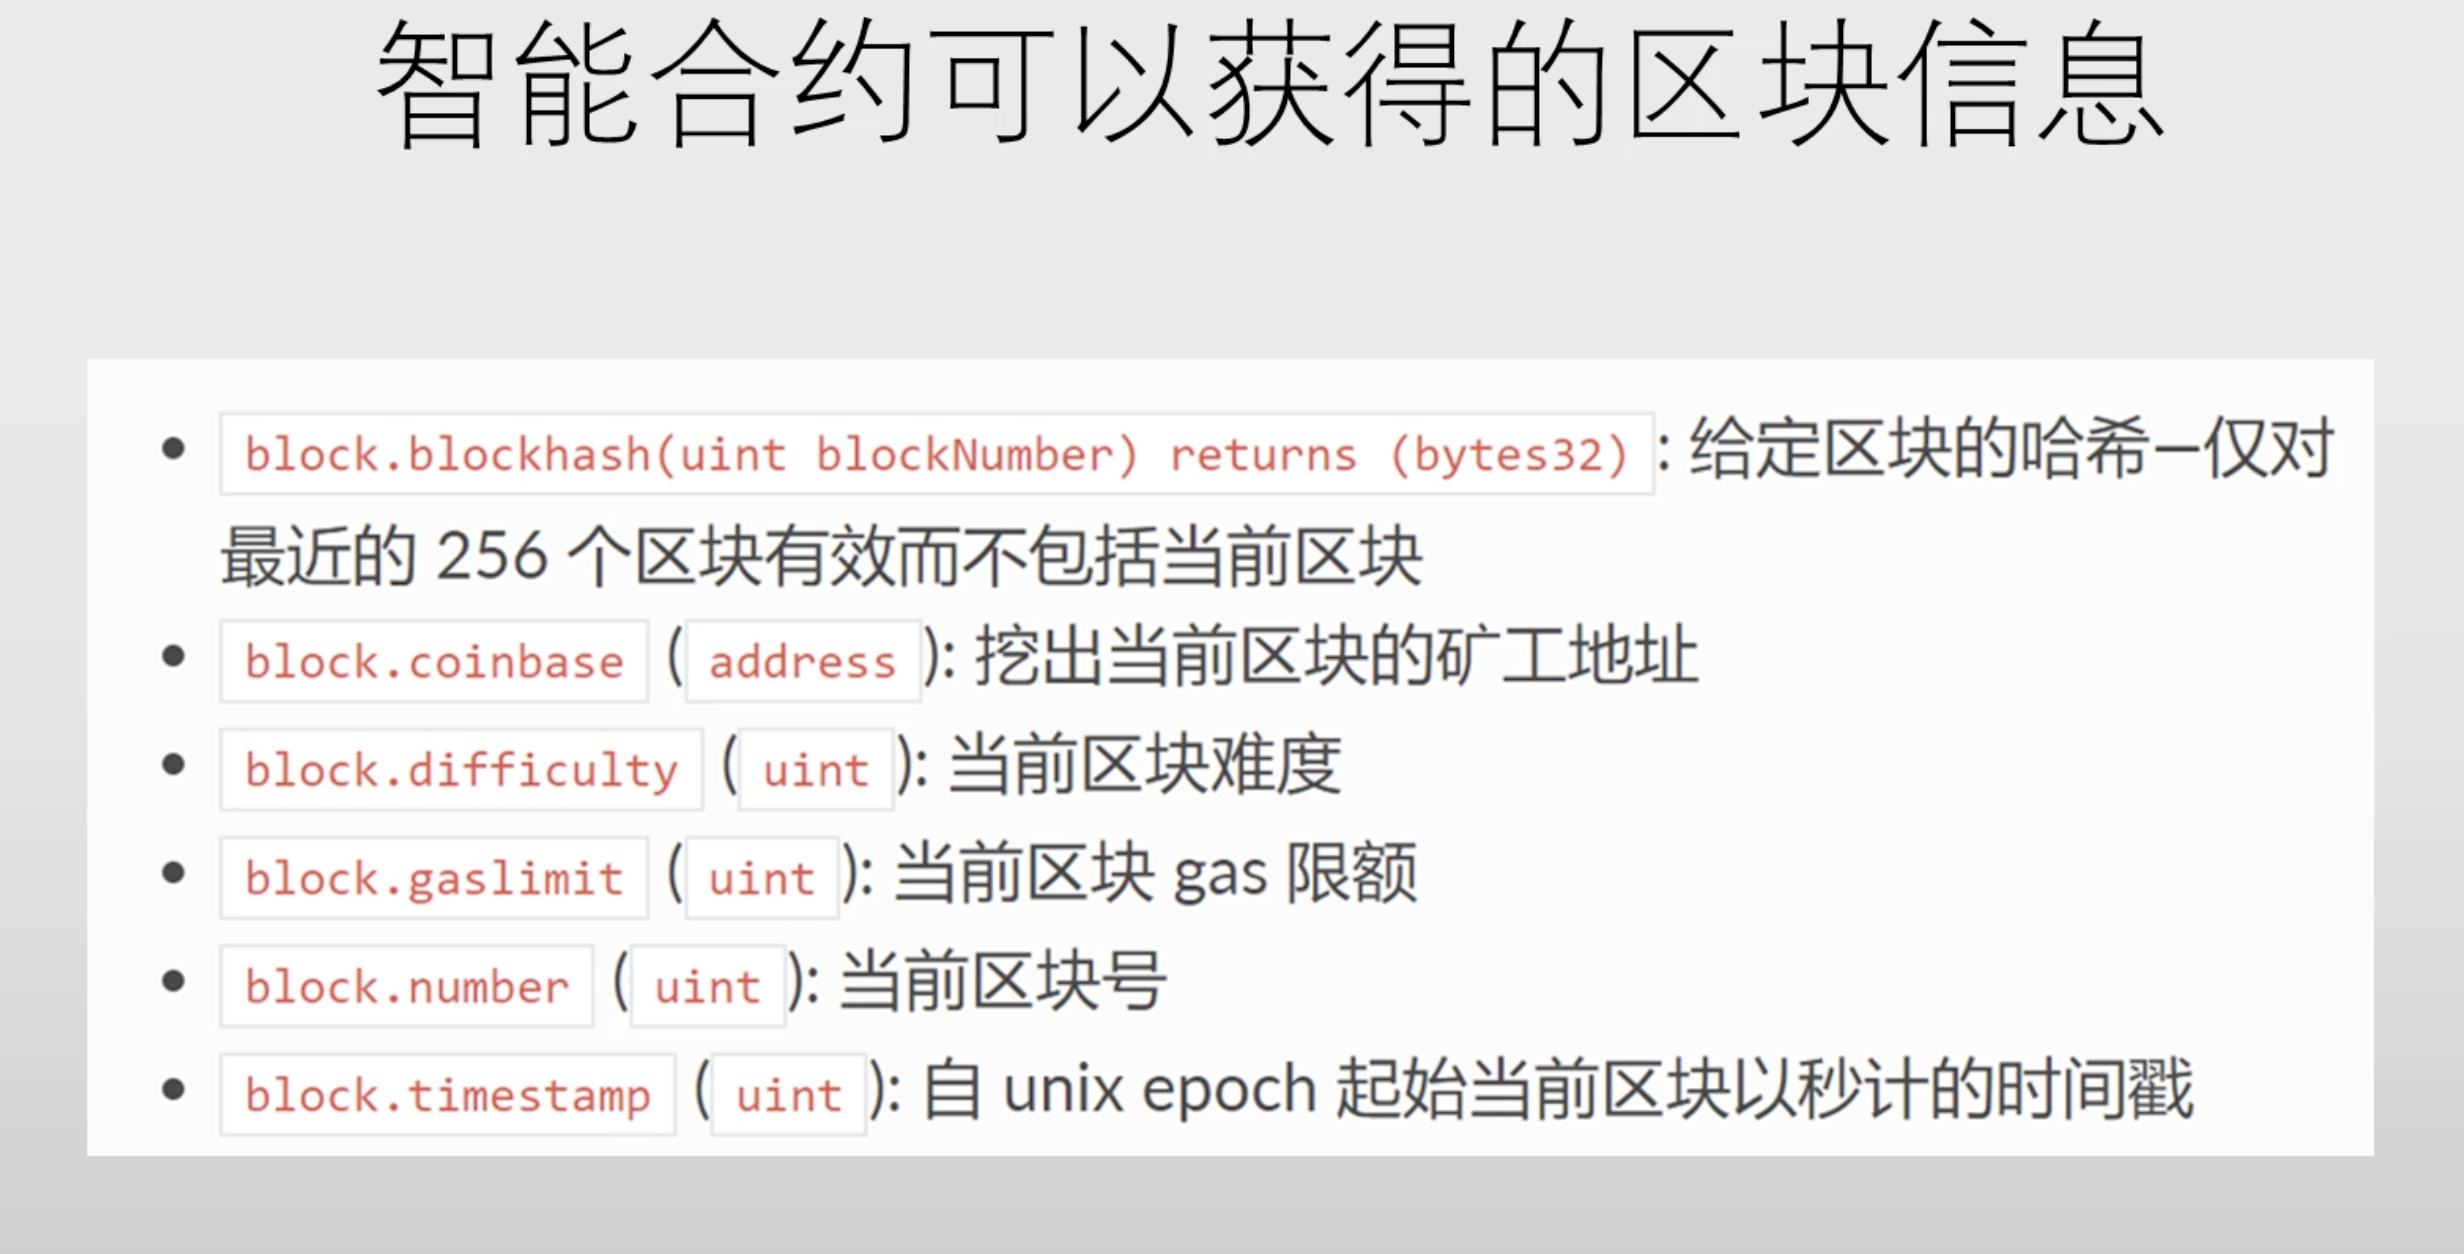 智能合约可以获得的区块信息
block.blockhash(uint blockNumber) returns (bytes32) : 给定区块的哈希—仅对
最近的 256 个区块有效而不包括当前区块
block.coinbase ( address ): 挖出当前区块的矿工地址
block.difficulty ( uint ): 当前区块难度
block.gaslimit ( uint ): 当前区块 gas 限额
block.number ( uint ): 当前区块号
block.timestamp ( uint ): 自 unix epoch 起始当前区块以秒计的时间戳